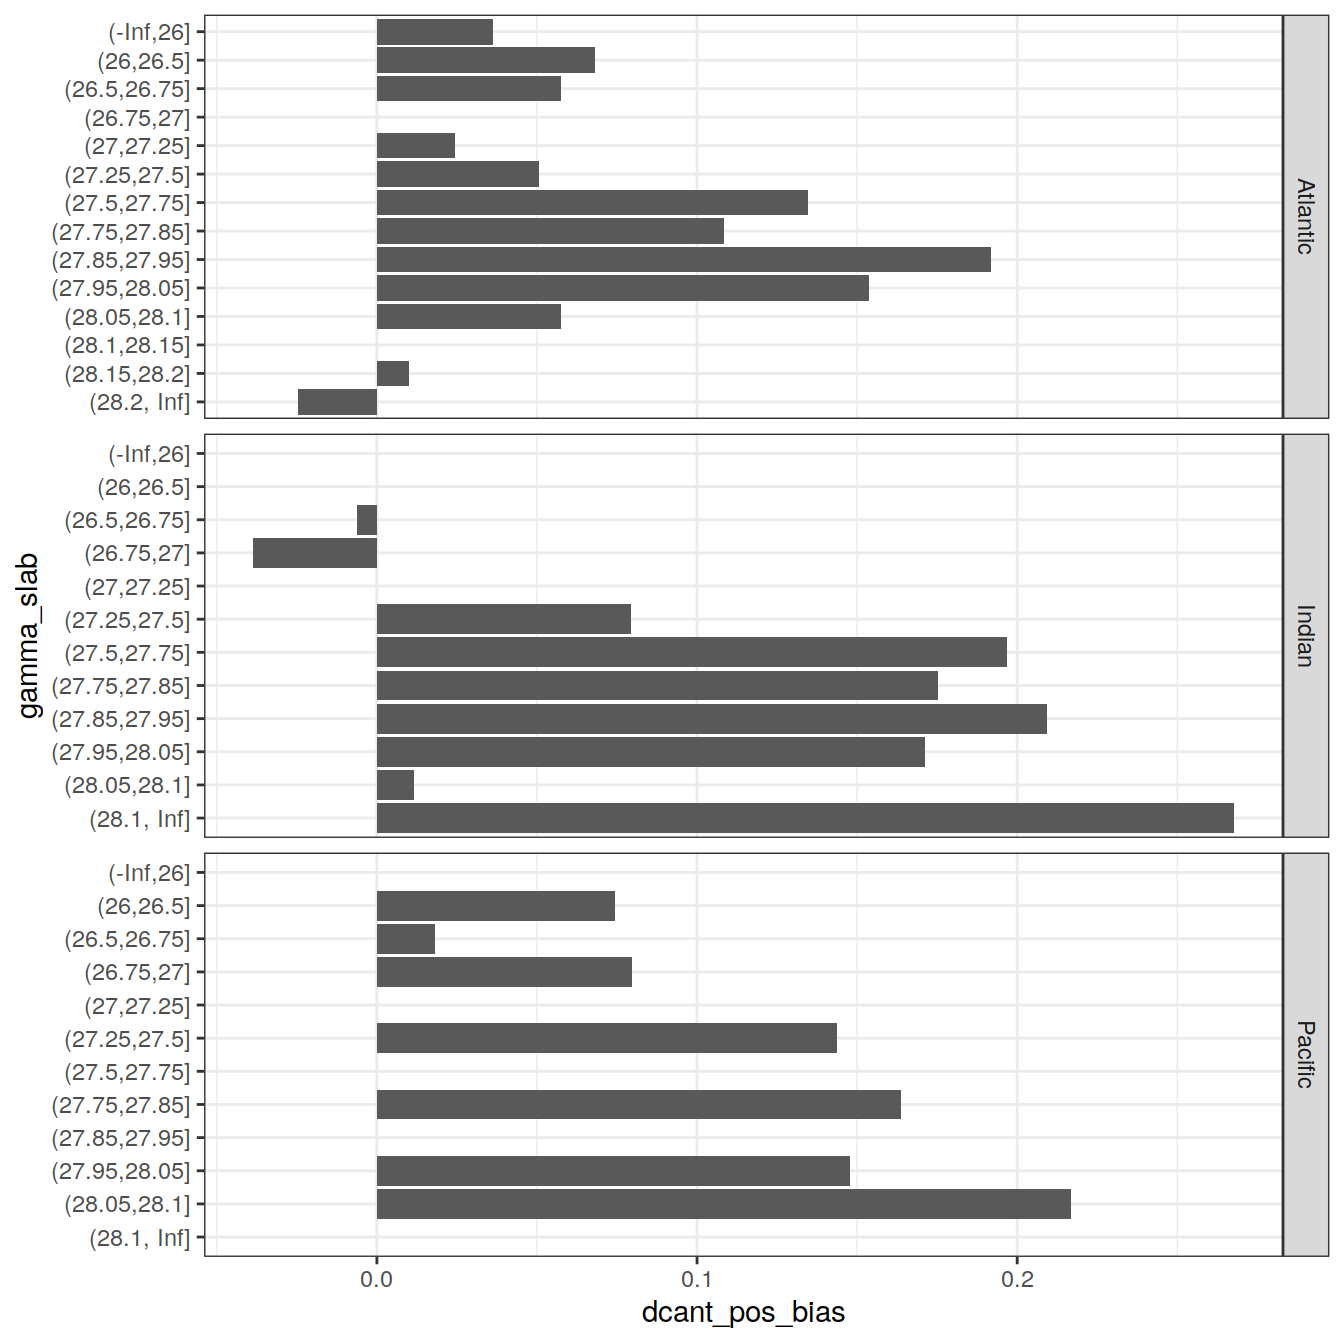 (-Inf,26]
(26,26.5]
(26.5,26.75]
(26.75,27]
(27,27.25]
(27.25,27.5]
(27.5,27.75]
(27.75,27.85]
(27.85,27.95]
(27.95,28.05]
(28.05,28.1]
(28.1,28.15]
(28.15,28.2]
(28.2, Inf]
Atlantic
(-Inf,26]
(26,26.5]
(26.5,26.75]
(26.75,27]
(27,27.25]
(27.25,27.5]
(27.5,27.75]
(27.75,27.85]
(27.85,27.95]
(27.95,28.05]
(28.05,28.1]
(28.1, Inf]
Indian
gamma_slab
(-Inf,26]
(26,26.5]
(26.5,26.75]
(26.75,27]
(27,27.25]
(27.25,27.5]
(27.5,27.75]
(27.75,27.85]
(27.85,27.95]
(27.95,28.05]
(28.05,28.1]
(28.1, Inf]
Pacific
0.0 0.1 0.2
dcant_pos_bias